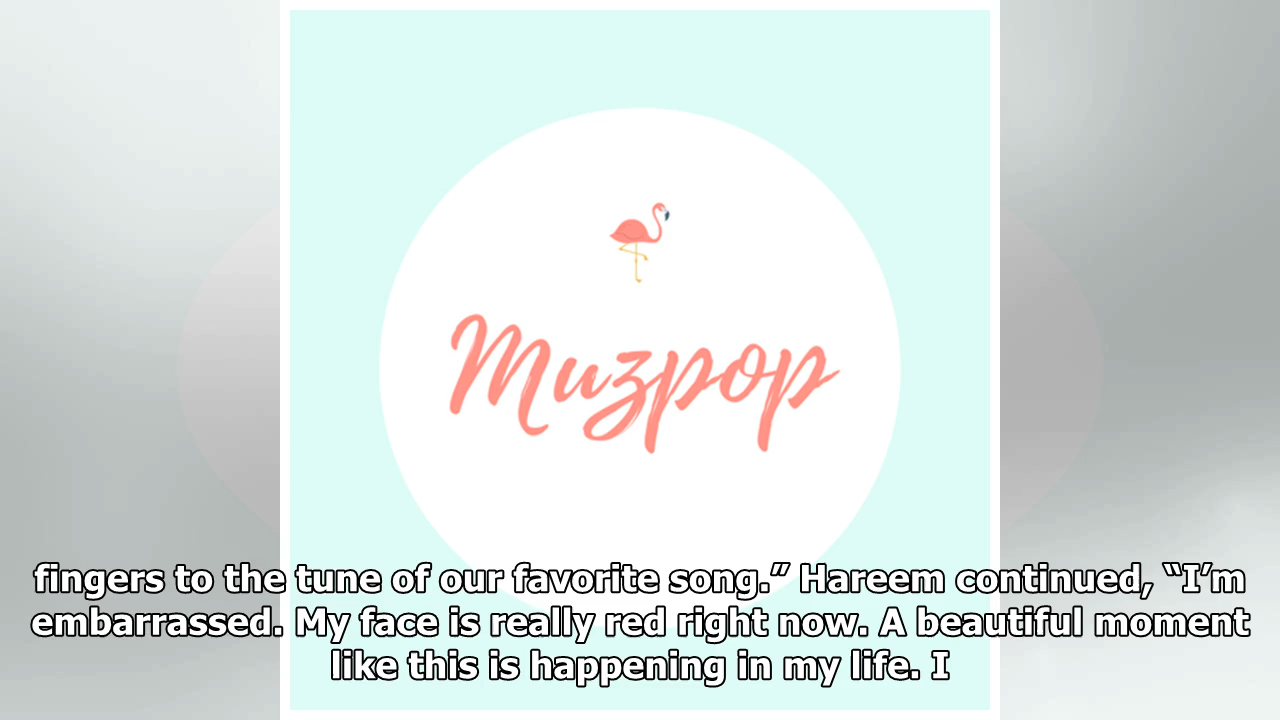 Muzpop
fingers to the tune of our favorite song.” Hareem continued, “I’m
embarrassed. My face is really red right now. A beautiful moment
like this is happening in my life. I